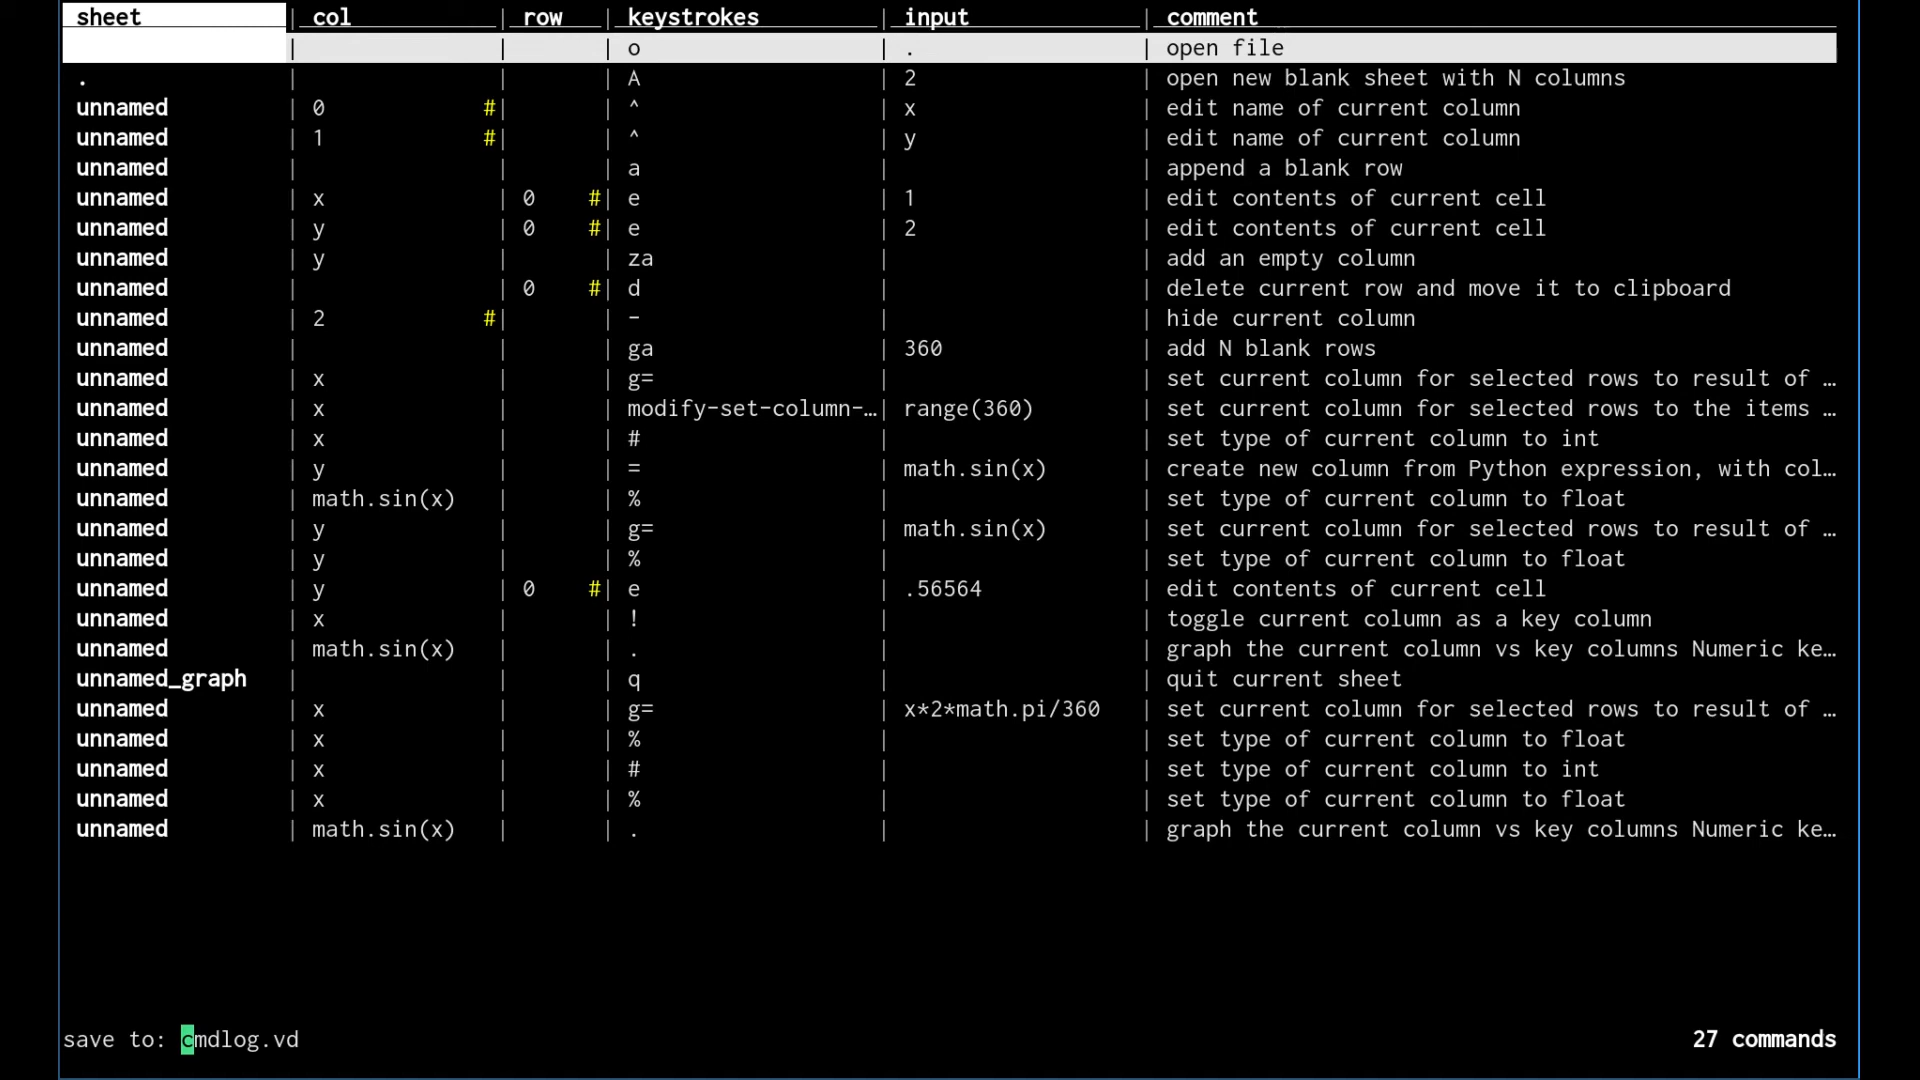 sheet | col | row | keystrokes | input | comment
| | | o | . | open file
. | | | A | 2 | open new blank sheet with N columns
unnamed | 0 #| | ^ | x | edit name of current column
unnamed | 1 #| | ^ | y | edit name of current column
unnamed | | | a | | append a blank row
unnamed | x | 0 #| e | 1 | edit contents of current cell
unnamed | y | 0 #| e | 2 | edit contents of current cell
unnamed | y | | za | | add an empty column
unnamed | | 0 #| d | | delete current row and move it to clipboard
unnamed | 2 #| | - | | hide current column
unnamed | | | ga | 360 | add N blank rows
unnamed | x | | g= | | set current column for selected rows to result of …
unnamed | x | | modify-set-column-…| range(360) | set current column for selected rows to the items …
unnamed | x | | # | | set type of current column to int
unnamed | y | | = | math.sin(x) | create new column from Python expression, with col…
unnamed | math.sin(x) | | % | | set type of current column to float
unnamed | y | | g= | math.sin(x) | set current column for selected rows to result of …
unnamed | y | | % | | set type of current column to float
unnamed | y | 0 #| e | .56564 | edit contents of current cell
unnamed | x | | ! | | toggle current column as a key column
unnamed | math.sin(x) | | . | | graph the current column vs key columns Numeric ke…
unnamed_graph | | | q | | quit current sheet
unnamed | x | | g= | x*2*math.pi/360 | set current column for selected rows to result of …
unnamed | x | | % | | set type of current column to float
unnamed | x | | # | | set type of current column to int
unnamed | x | | % | | set type of current column to float
unnamed | math.sin(x) | | . | | graph the current column vs key columns Numeric ke…
save to: cmdlog.vd 27 commands